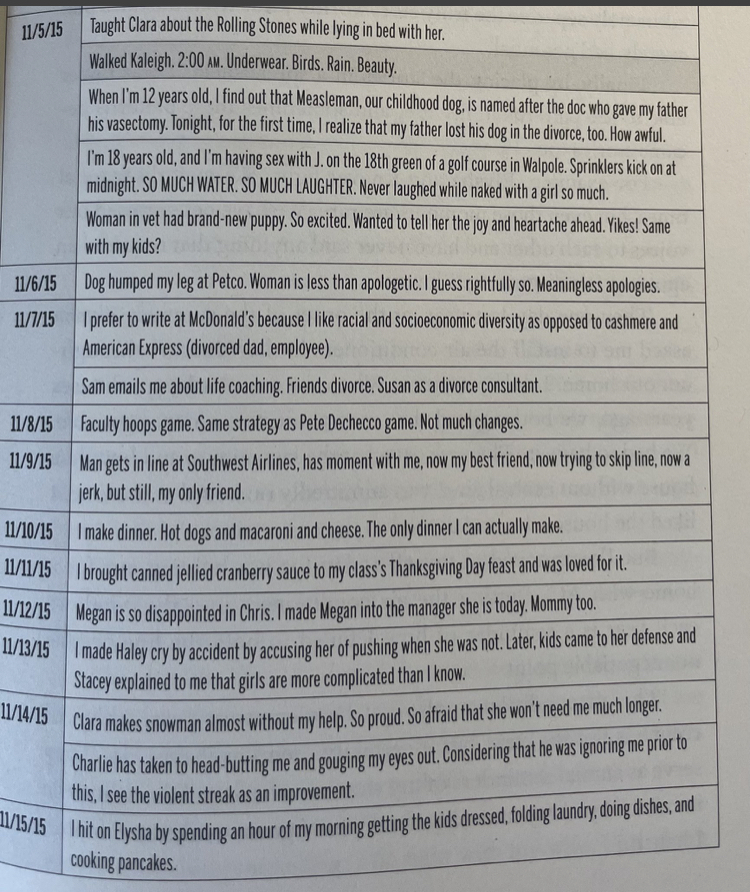 11/5/15
Taught Clara about the Rolling Stones while lying in bed with her.
Walked Kaleigh. 2:00 AM. Underwear. Birds. Rain. Beauty.
When I'm 12 years old, I find out that Measleman, our childhood dog, is named after the doc who gave my father
his vasectomy. Tonight, for the first time, I realize that my father lost his dog in the divorce, too. How awful.
I'm 18 years old, and I'm having sex with J. on the 18th green of a golf course in Walpole. Sprinklers kick on at
midnight. SO MUCH WATER. SO MUCH LAUGHTER. Never laughed while naked with a girl so much.
Woman in vet had brand-new puppy. So excited. Wanted to tell her the joy and heartache ahead. Yikes! Same
with my kids?
11/6/15
Dog humped my leg at Petco. Woman is less than apologetic. I guess rightfully so. Meaningless apologies.
11/7/15
I prefer to write at McDonald's because I like racial and socioeconomic diversity as opposed to cashmere and
American Express (divorced dad, employee).
Sam emails me about life coaching. Friends divorce. Susan as a divorce consultant.
11/8/15
Faculty hoops game. Same strategy as Pete Dechecco game. Not much changes.
11/9/15
Man gets in line at Southwest Airlines, has moment with me, now my best friend, now trying to skip line, now a
jerk, but still, my only friend.
11/10/15
I make dinner. Hot dogs and macaroni and cheese. The only dinner I can actually make.
11/11/15
I brought canned jellied cranberry sauce to my class's Thanksgiving Day feast and was loved for it.
11/12/15
Megan is so disappointed in Chris. I made Megan into the manager she is today. Mommy too.
11/13/15
I made Haley cry by accident by accusing her of pushing when she was not. Later, kids came to her defense and
Stacey explained to me that girls are more complicated than I know.
11/14/15
Clara makes snowman almost without my help. So proud. So afraid that she won't need me much longer.
Charlie has taken to head-butting me and gouging my eyes out. Considering that he was ignoring me prior to
this, I see the violent streak as an improvement.
11/15/15
I hit on Elysha by spending an hour of my morning getting the kids dressed, folding laundry, doing dishes, and
cooking pancakes.